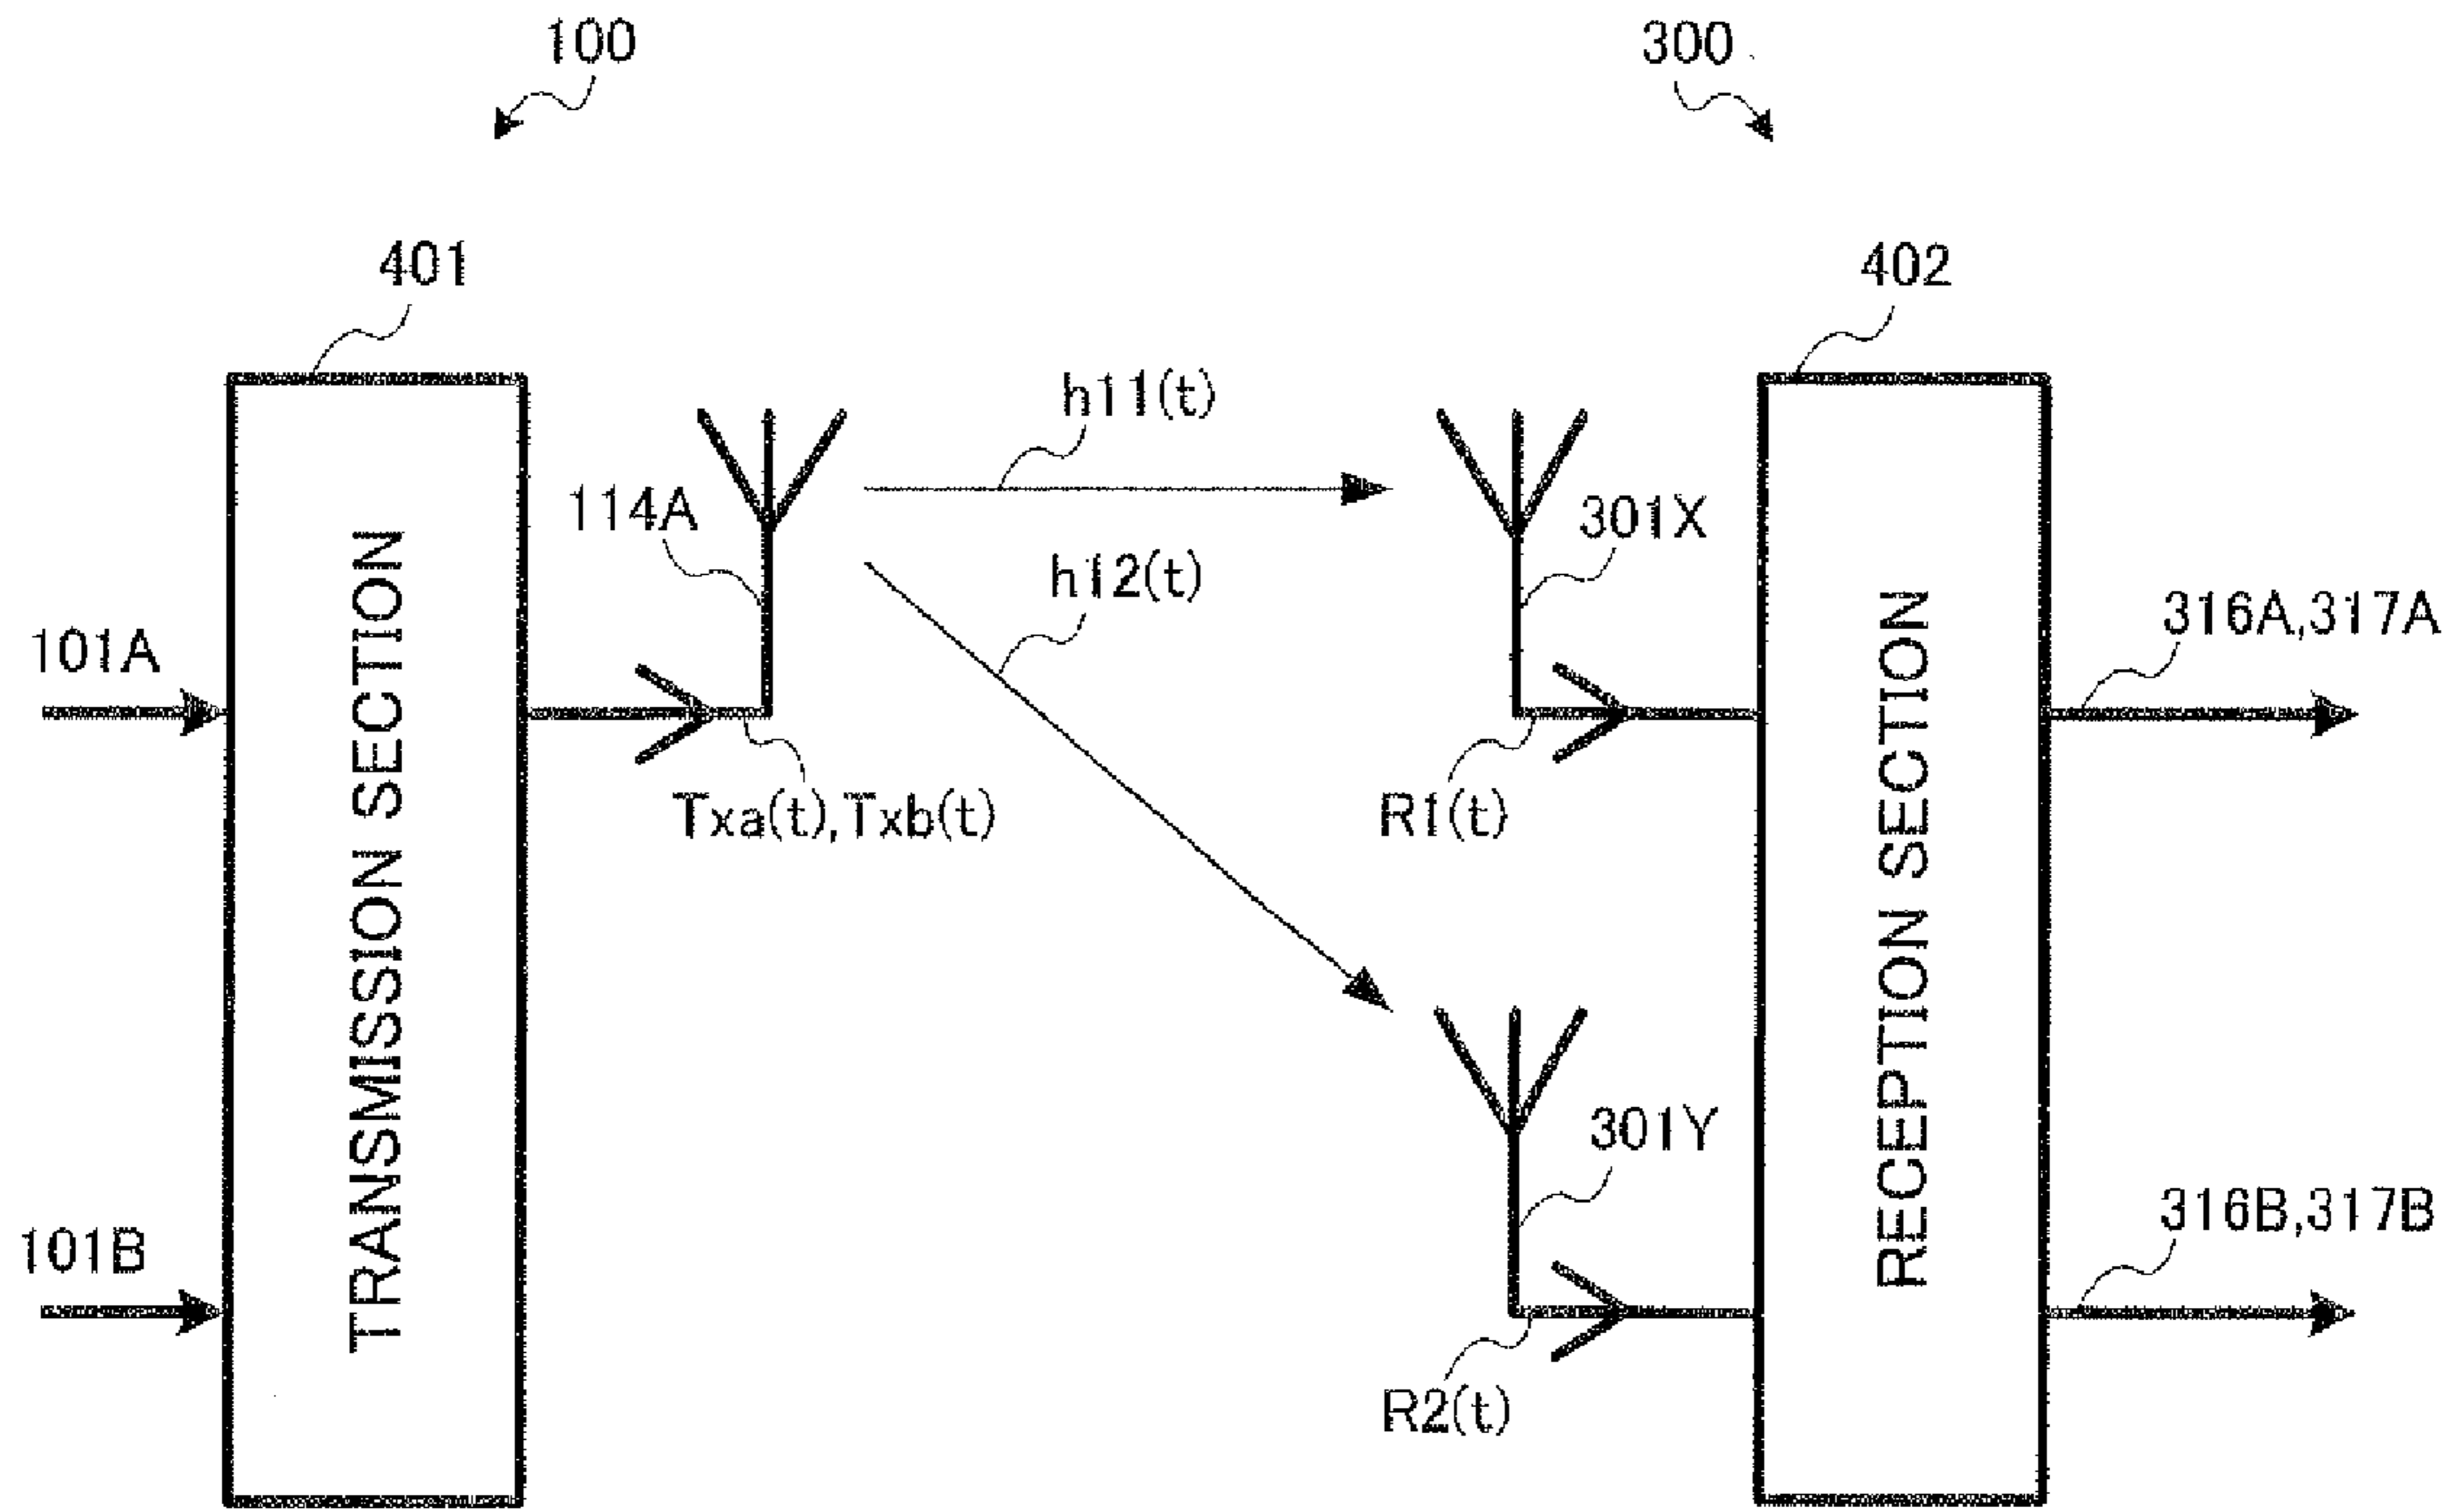 100
300
401
402
h11(t)
114A
301X
h12(t)
101A
316A,317A
TRANSMISSION SECTION
RECEPTION SECTION
Txa(t),Txb(t)
R1(t)
301Y
101B
316B,317B
R2(t)